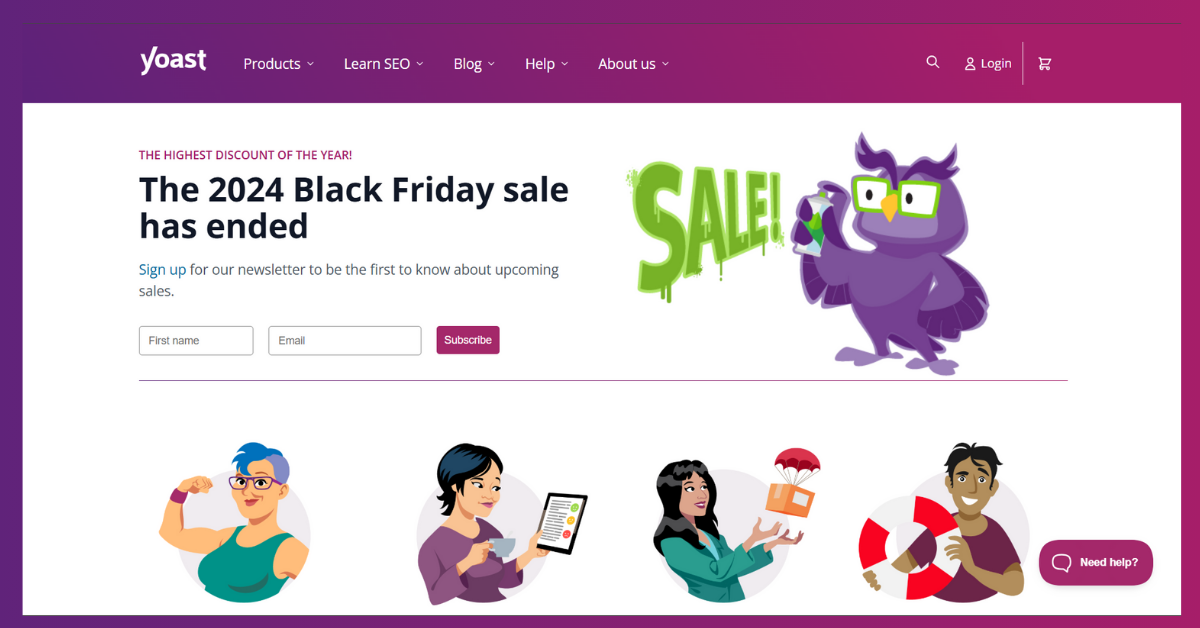 yoast
Products
Learn SEO
Blog
Help
About us
Login
THE HIGHEST DISCOUNT OF THE YEAR!
The 2024 Black Friday sale
has ended
Sign up for our newsletter to be the first to know about upcoming
sales.
First name
Email
Subscribe
SALE!
Need help?